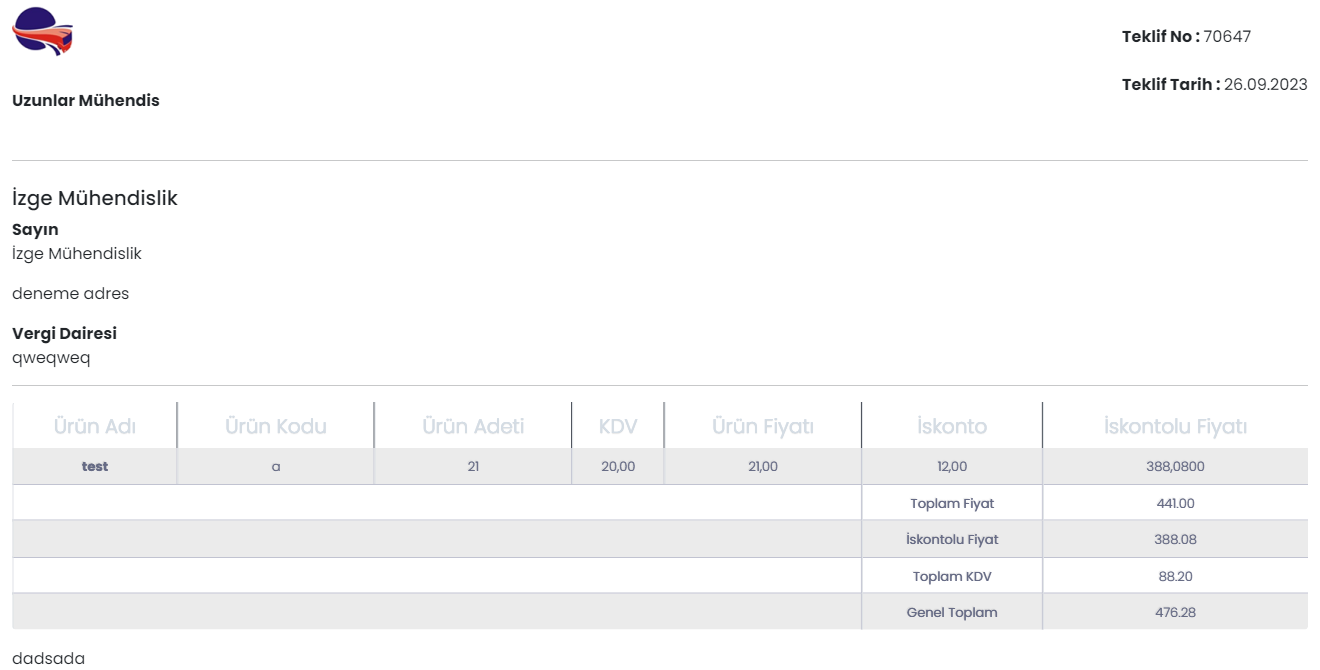 Teklif No : 70647
Teklif Tarih : 26.09.2023
Uzunlar Mühendis
İzge Mühendislik
Sayın
İzge Mühendislik
deneme adres
Vergi Dairesi
qweqweq
Ürün Adı Ürün Kodu Ürün Adeti KDV Ürün Fiyatı İskonto İskontolu Fiyatı
test a 21 20,00 21,00 12,00 388,0800
Toplam Fiyat 441.00
İskontolu Fiyat 388.08
Toplam KDV 88.20
Genel Toplam 476.28
dadsada